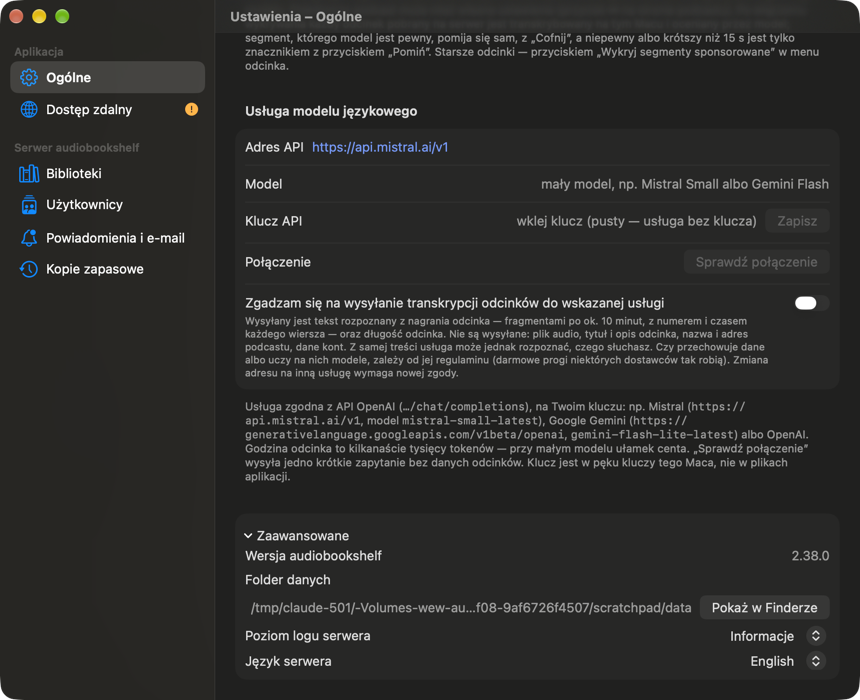 Ustawienia – Ogólne
Aplikacja
Ogólne
Dostęp zdalny
Serwer audiobookshelf
Biblioteki
Użytkownicy
Powiadomienia i e-mail
Kopie zapasowe
segment, którego model jest pewny, pomija się sam, z „Cofnij”, a niepewny albo krótszy niż 15 s jest tylko
znacznikiem z przyciskiem „Pomiń”. Starsze odcinki — przyciskiem „Wykryj segmenty sponsorowane” w menu
odcinka.
Usługa modelu językowego
Adres API https://api.mistral.ai/v1
Model mały model, np. Mistral Small albo Gemini Flash
Klucz API wklej klucz (pusty — usługa bez klucza) Zapisz
Połączenie Sprawdź połączenie
Zgadzam się na wysyłanie transkrypcji odcinków do wskazanej usługi
Wysyłany jest tekst rozpoznany z nagrania odcinka — fragmentami po ok. 10 minut, z numerem i czasem
każdego wiersza — oraz długość odcinka. Nie są wysyłane: plik audio, tytuł i opis odcinka, nazwa i adres
podcastu, dane kont. Z samej treści usługa może jednak rozpoznać, czego słuchasz. Czy przechowuje dane
albo uczy na nich modele, zależy od jej regulaminu (darmowe progi niektórych dostawców tak robią). Zmiana
adresu na inną usługę wymaga nowej zgody.
Usługa zgodna z API OpenAI (…/chat/completions), na Twoim kluczu: np. Mistral (https://
api.mistral.ai/v1, model mistral-small-latest), Google Gemini (https://
generativelanguage.googleapis.com/v1beta/openai, gemini-flash-lite-latest) albo OpenAI.
Godzina odcinka to kilkanaście tysięcy tokenów — przy małym modelu ułamek centa. „Sprawdź połączenie”
wysyła jedno krótkie zapytanie bez danych odcinków. Klucz jest w pęku kluczy tego Maca, nie w plikach
aplikacji.
Zaawansowane
Wersja audiobookshelf 2.38.0
Folder danych
/tmp/claude-501/-Volumes-wew-au...f08-9af6726f4507/scratchpad/data Pokaż w Finderze
Poziom logu serwera Informacje
Język serwera English